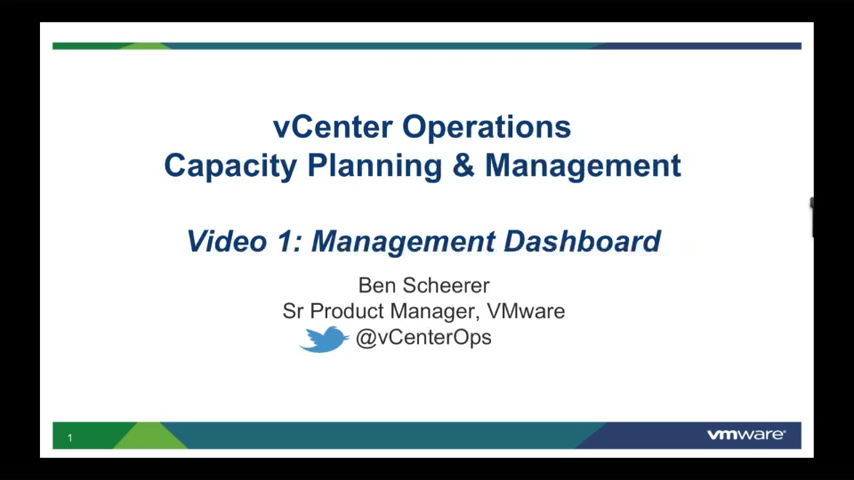 vCenter Operations
Capacity Planning & Management
Video 1: Management Dashboard
Ben Scheerer
Sr Product Manager, VMware
@vCenterOps
1
vmware